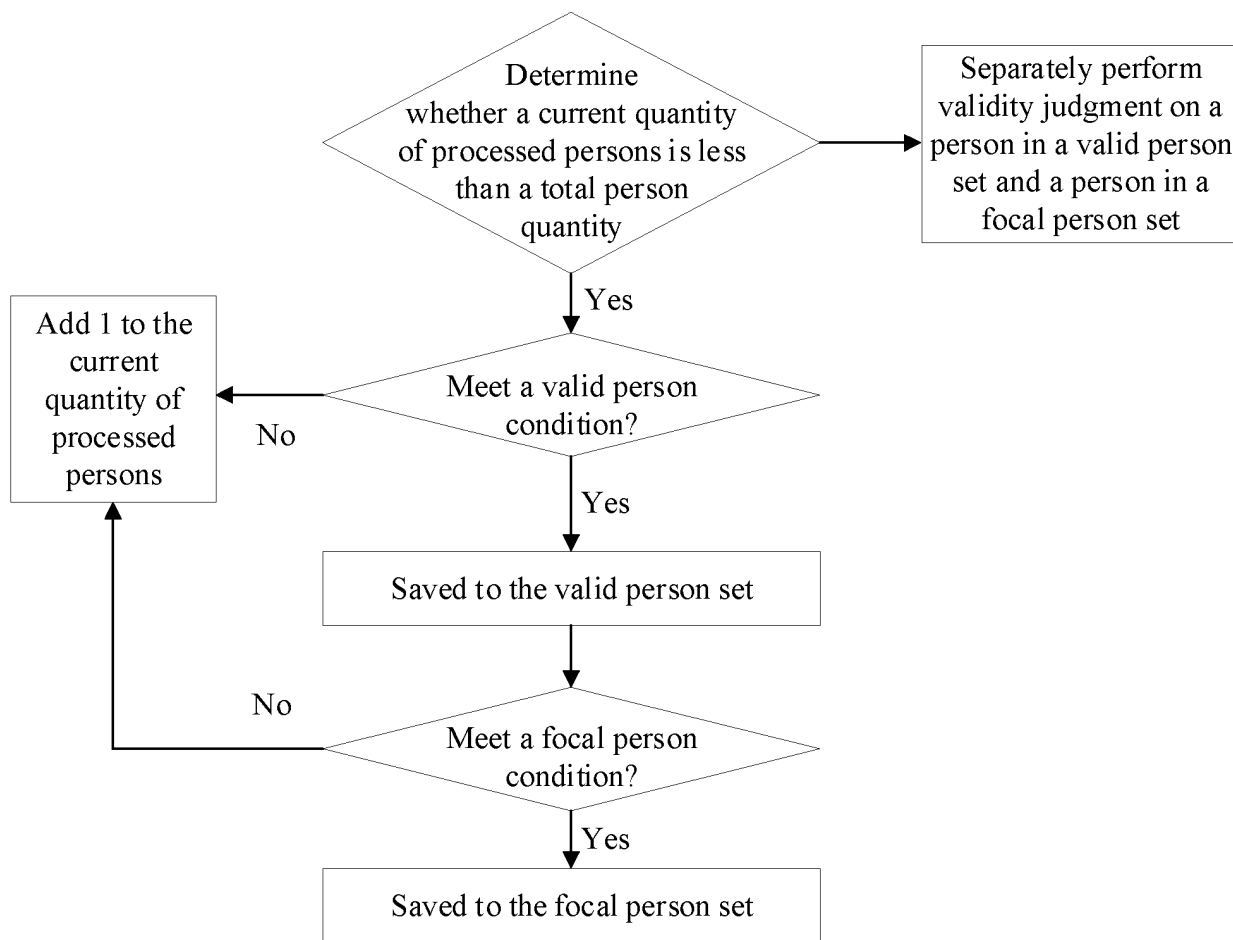 Determine
whether a current quantity
of processed persons is less
than a total person
quantity
Separately perform
validity judgment on a
person in a valid person
set and a person in a
focal person set
Yes
Add 1 to the
current
quantity of
processed
persons
Meet a valid person
condition?
No
Yes
Saved to the valid person set
No
Meet a focal person
condition?
Yes
Saved to the focal person set